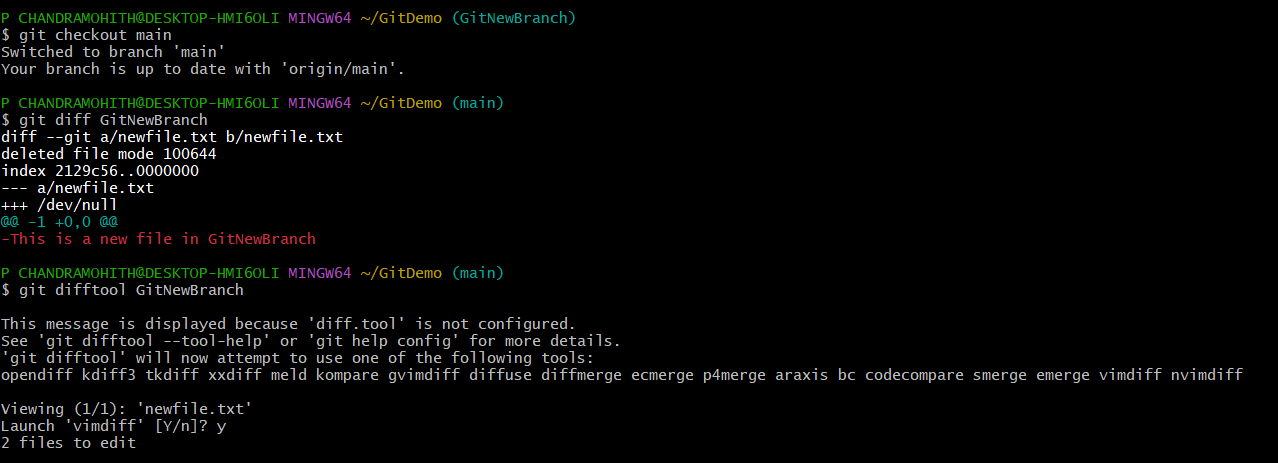 P CHANDRAMOHITH@DESKTOP-HMI6OLI MINGW64 ~/GitDemo (GitNewBranch)
$ git checkout main
Switched to branch 'main'
Your branch is up to date with 'origin/main'.
P CHANDRAMOHITH@DESKTOP-HMI6OLI MINGW64 ~/GitDemo (main)
$ git diff GitNewBranch
diff --git a/newfile.txt b/newfile.txt
deleted file mode 100644
index 2129c56..0000000
--- a/newfile.txt
+++ /dev/null
@@ -1 +0,0 @@
-This is a new file in GitNewBranch
P CHANDRAMOHITH@DESKTOP-HMI6OLI MINGW64 ~/GitDemo (main)
$ git difftool GitNewBranch
This message is displayed because 'diff.tool' is not configured.
See 'git difftool --tool-help' or 'git help config' for more details.
'git difftool' will now attempt to use one of the following tools:
opendiff kdiff3 tkdiff xxdiff meld kompare gvimdiff diffuse diffmerge ecmerge p4merge araxis bc codecompare smerge emerge vimdiff nvimdiff
Viewing (1/1): 'newfile.txt'
Launch 'vimdiff' [Y/n]? y
2 files to edit